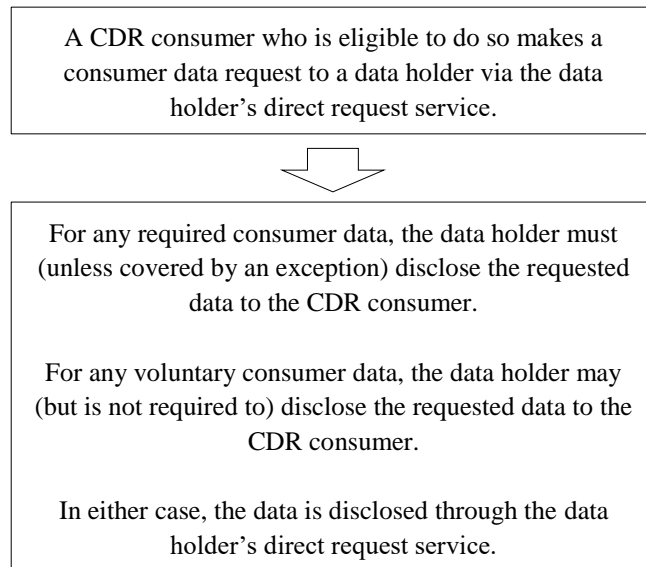 A CDR consumer who is eligible to do so makes a
consumer data request to a data holder via the data
holder’s direct request service.
For any required consumer data, the data holder must
(unless covered by an exception) disclose the requested
data to the CDR consumer.
For any voluntary consumer data, the data holder may
(but is not required to) disclose the requested data to the
CDR consumer.
In either case, the data is disclosed through the data
holder’s direct request service.